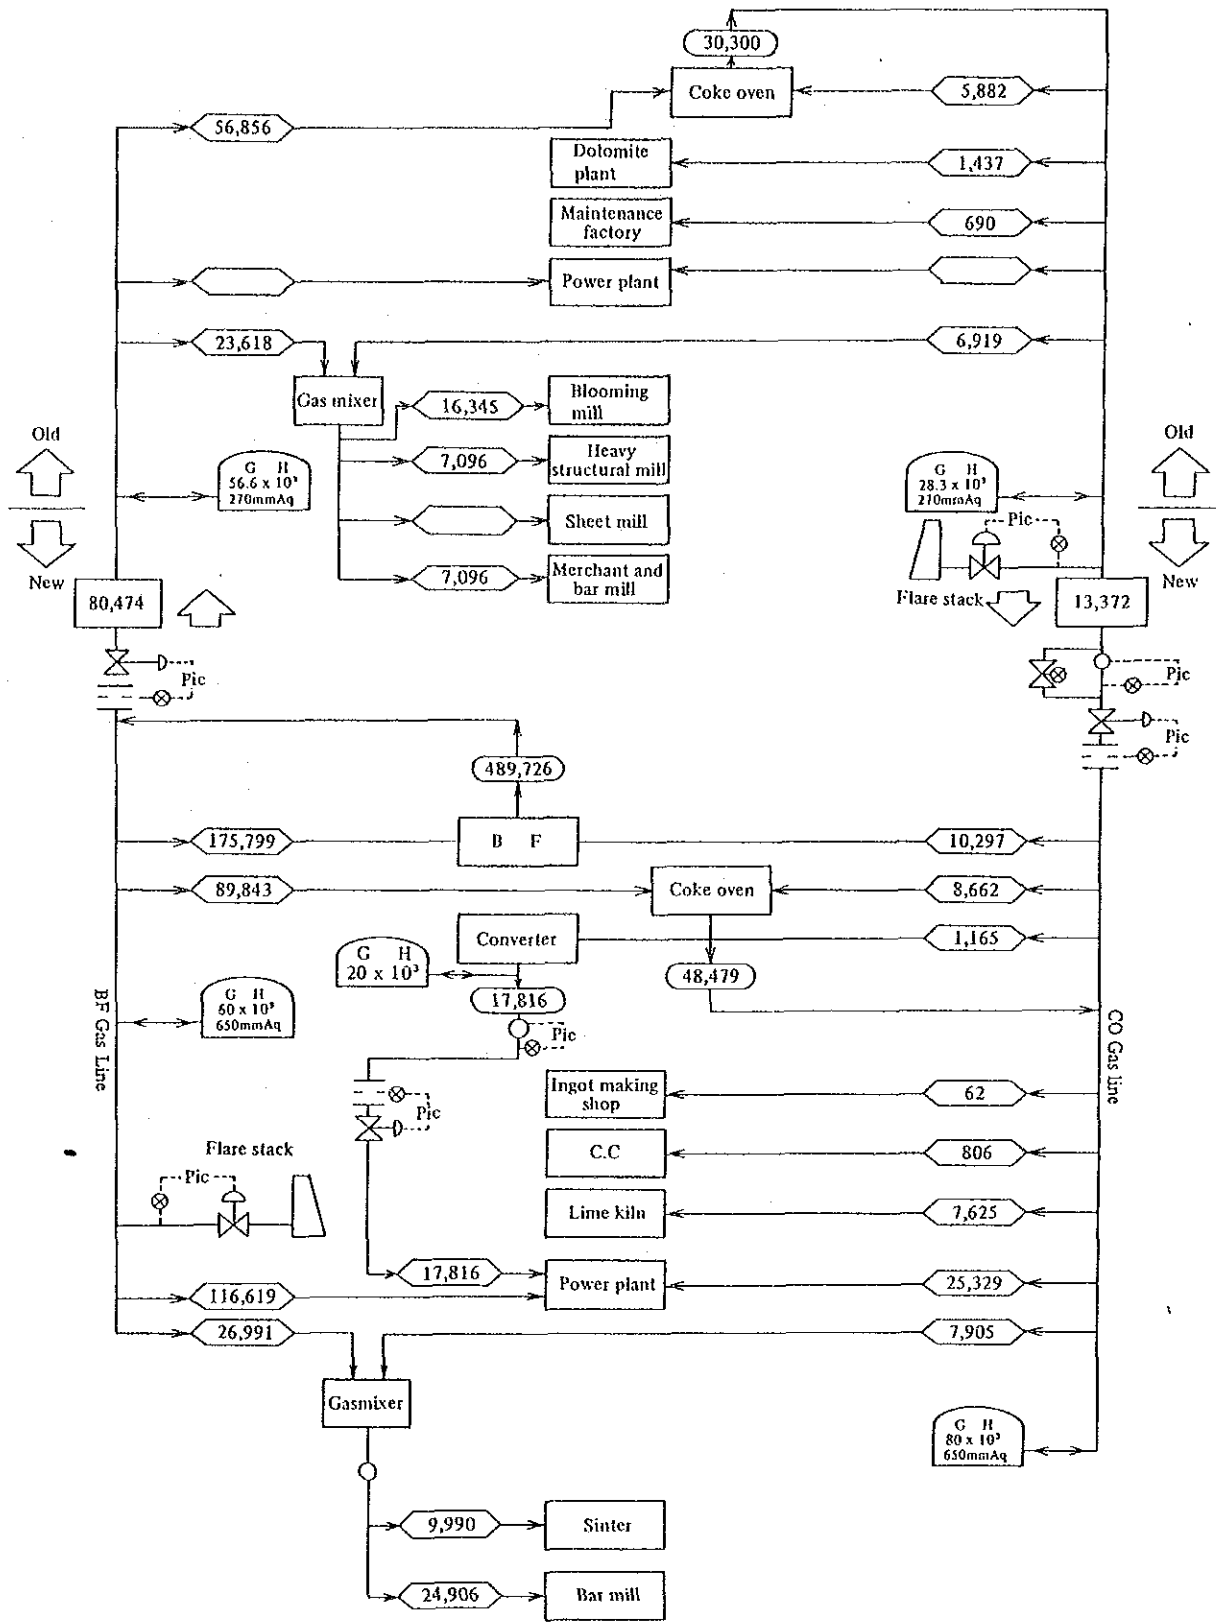 30,300
Coke oven
5,882
56,856
Dolomite
plant
1,437
Maintenance
factory
690
Power plant
23,618
6,919
Gas mixer
16,345
Blooming
mill
Old
Old
7,096
Heavy
structural mill
G H
56.6 x 10³
270mmAq
G H
28.3 x 10³
270mmAq
Sheet mill
Pic
New
New
7,096
Merchant and
bar mill
80,474
Flare stack
13,372
Pic
Pic
Pic
489,726
175,799
B F
10,297
89,843
Coke oven
8,662
Converter
1,165
G H
20 x 10³
48,479
17,816
G H
60 x 10³
650mmAq
Pic
BF Gas Line
CO Gas line
Ingot making
shop
62
Pic
Flare stack
C.C
806
Pic
Lime kiln
7,625
17,816
Power plant
25,329
116,619
26,991
7,905
Gasmixer
G H
80 x 10³
650mmAq
9,990
Sinter
24,906
Bar mill